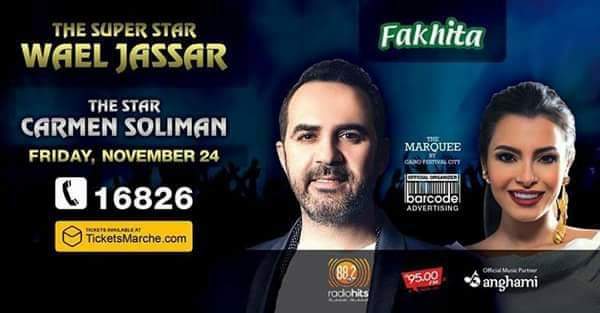 THE SUPER STAR
WAEL JASSAR
Fakhita
THE STAR
CARMEN SOLIMAN
FRIDAY, NOVEMBER 24
16826
TICKETS AVAILABLE AT
TicketsMarche.com
THE
MARQUEE
BY
CAIRO FESTIVAL CITY
OFFICIAL ORGANIZER
barcode
ADVERTISING
88.2
radiohits
95.00
FM
Official Music Partner
anghami